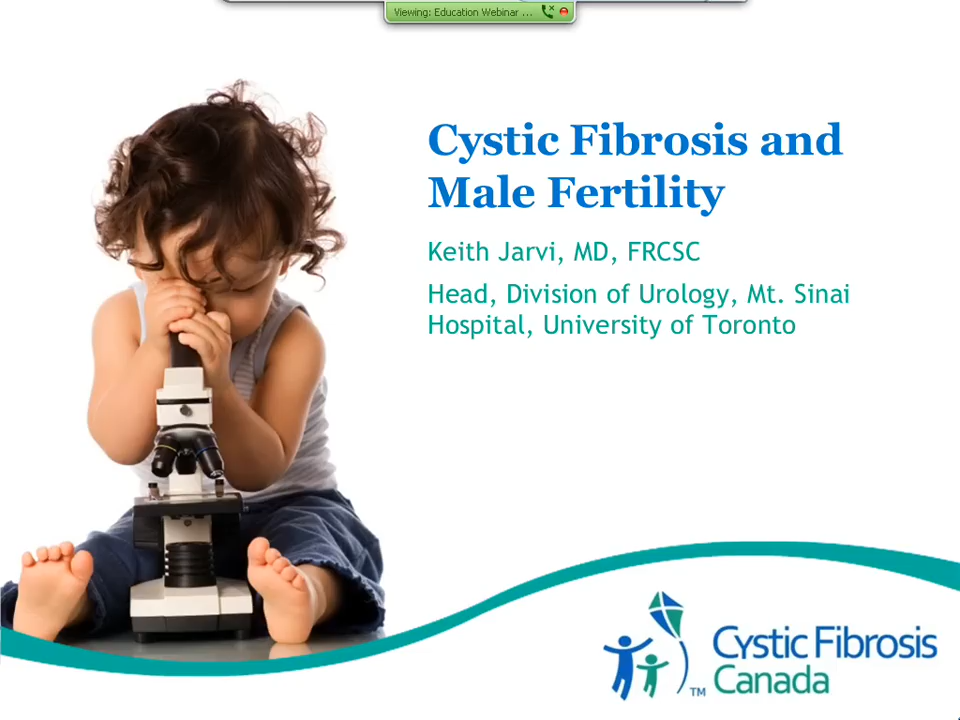 Viewing: Education Webinar ...
Cystic Fibrosis and
Male Fertility
Keith Jarvi, MD, FRCSC
Head, Division of Urology, Mt. Sinai
Hospital, University of Toronto
Cystic Fibrosis
TM Canada